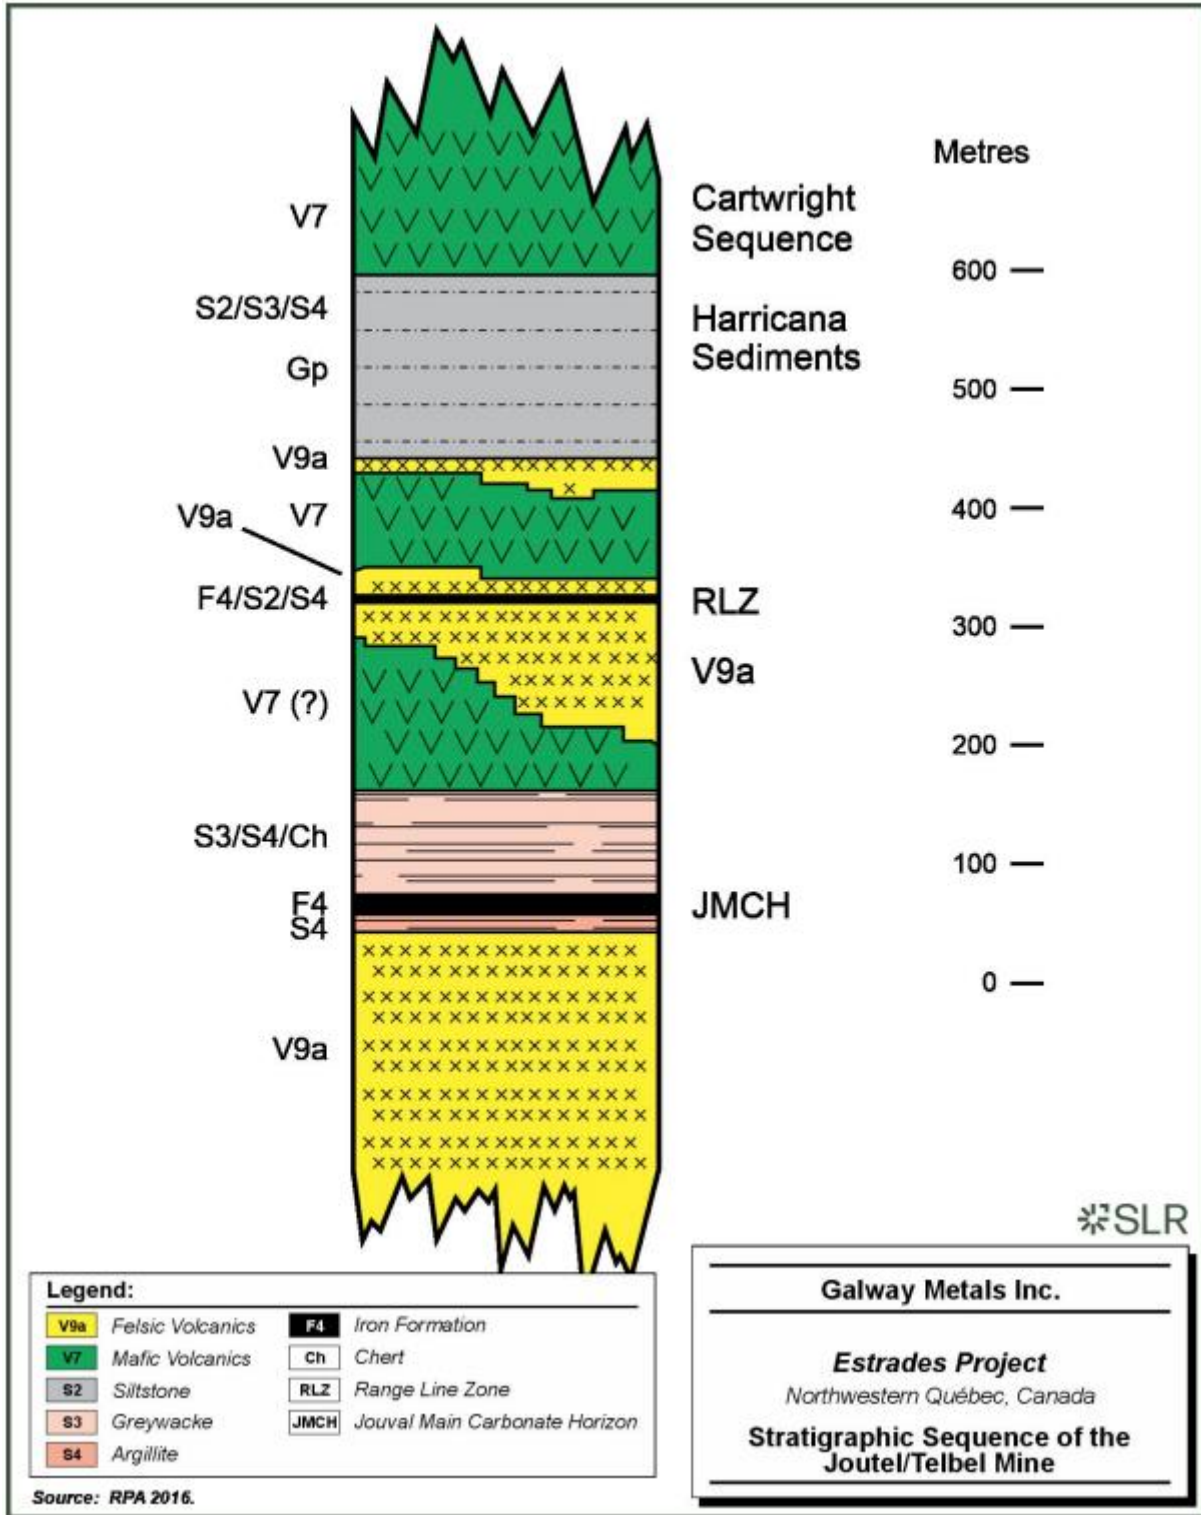 Metres
V7
Cartwright
Sequence
600
S2/S3/S4
Harricana
Sediments
Gp
500
V9a
V9a
V7
400
F4/S2/S4
RLZ
300
V9a
V7 (?)
200
S3/S4/Ch
100
F4
JMCH
S4
0
V9a
SLR
Legend:
V9a Felsic Volcanics
V7 Mafic Volcanics
S2 Siltstone
S3 Greywacke
S4 Argillite
F4 Iron Formation
Ch Chert
RLZ Range Line Zone
JMCH Jouval Main Carbonate Horizon
Source: RPA 2016.
Galway Metals Inc.
Estrades Project
Northwestern Québec, Canada
Stratigraphic Sequence of the
Joutel/Telbel Mine